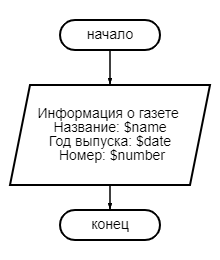 начало
Информация о газете
Название: $name
Год выпуска: $date
Номер: $number
конец